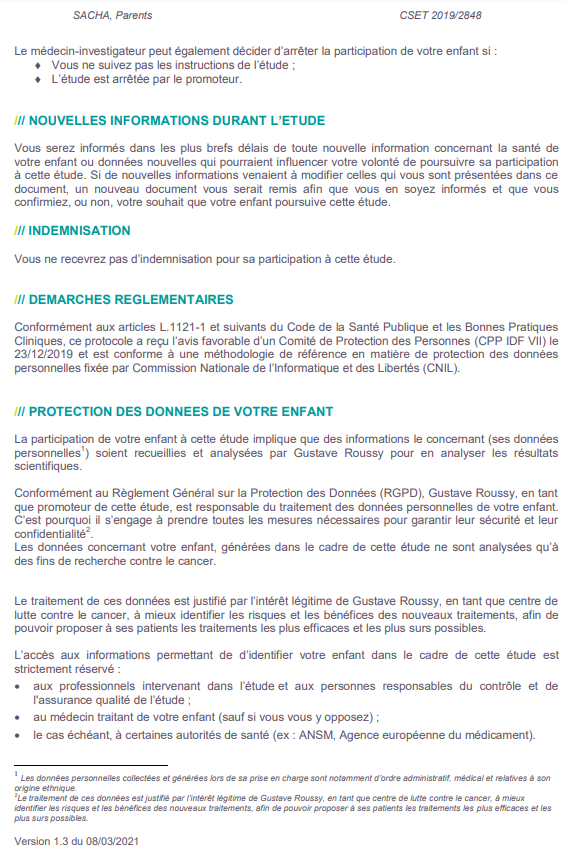 SACHA, Parents CSET 2019/2848
Le médecin-investigateur peut également décider d'arrêter la participation de votre enfant si :
♦ Vous ne suivez pas les instructions de l'étude ;
♦ L'étude est arrêtée par le promoteur.
/// NOUVELLES INFORMATIONS DURANT L'ETUDE
Vous serez informés dans les plus brefs délais de toute nouvelle information concernant la santé de
votre enfant ou données nouvelles qui pourraient influencer votre volonté de poursuivre sa participation
à cette étude. Si de nouvelles informations venaient à modifier celles qui vous sont présentées dans ce
document, un nouveau document vous serait remis afin que vous en soyez informés et que vous
confirmiez, ou non, votre souhait que votre enfant poursuive cette étude.
/// INDEMNISATION
Vous ne recevrez pas d'indemnisation pour sa participation à cette étude.
/// DEMARCHES REGLEMENTAIRES
Conformément aux articles L.1121-1 et suivants du Code de la Santé Publique et les Bonnes Pratiques
Cliniques, ce protocole a reçu l'avis favorable d'un Comité de Protection des Personnes (CPP IDF VII) le
23/12/2019 et est conforme à une méthodologie de référence en matière de protection des données
personnelles fixée par Commission Nationale de l'Informatique et des Libertés (CNIL).
/// PROTECTION DES DONNEES DE VOTRE ENFANT
La participation de votre enfant à cette étude implique que des informations le concernant (ses données
personnelles¹) soient recueillies et analysées par Gustave Roussy pour en analyser les résultats
scientifiques.
Conformément au Règlement Général sur la Protection des Données (RGPD), Gustave Roussy, en tant
que promoteur de cette étude, est responsable du traitement des données personnelles de votre enfant.
C'est pourquoi il s'engage à prendre toutes les mesures nécessaires pour garantir leur sécurité et leur
confidentialité².
Les données concernant votre enfant, générées dans le cadre de cette étude ne sont analysées qu'à
des fins de recherche contre le cancer.
Le traitement de ces données est justifié par l'intérêt légitime de Gustave Roussy, en tant que centre de
lutte contre le cancer, à mieux identifier les risques et les bénéfices des nouveaux traitements, afin de
pouvoir proposer à ses patients les traitements les plus efficaces et les plus surs possibles.
L'accès aux informations permettant de d'identifier votre enfant dans le cadre de cette étude est
strictement réservé :
• aux professionnels intervenant dans l'étude et aux personnes responsables du contrôle et de
l'assurance qualité de l'étude ;
• au médecin traitant de votre enfant (sauf si vous vous y opposez) ;
• le cas échéant, à certaines autorités de santé (ex : ANSM, Agence européenne du médicament).
¹ Les données personnelles collectées et générées lors de sa prise en charge sont notamment d'ordre administratif, médical et relatives à son
origine ethnique.
²Le traitement de ces données est justifié par l'intérêt légitime de Gustave Roussy, en tant que centre de lutte contre le cancer, à mieux
identifier les risques et les bénéfices des nouveaux traitements, afin de pouvoir proposer à ses patients les traitements les plus efficaces et les
plus surs possibles.
Version 1.3 du 08/03/2021